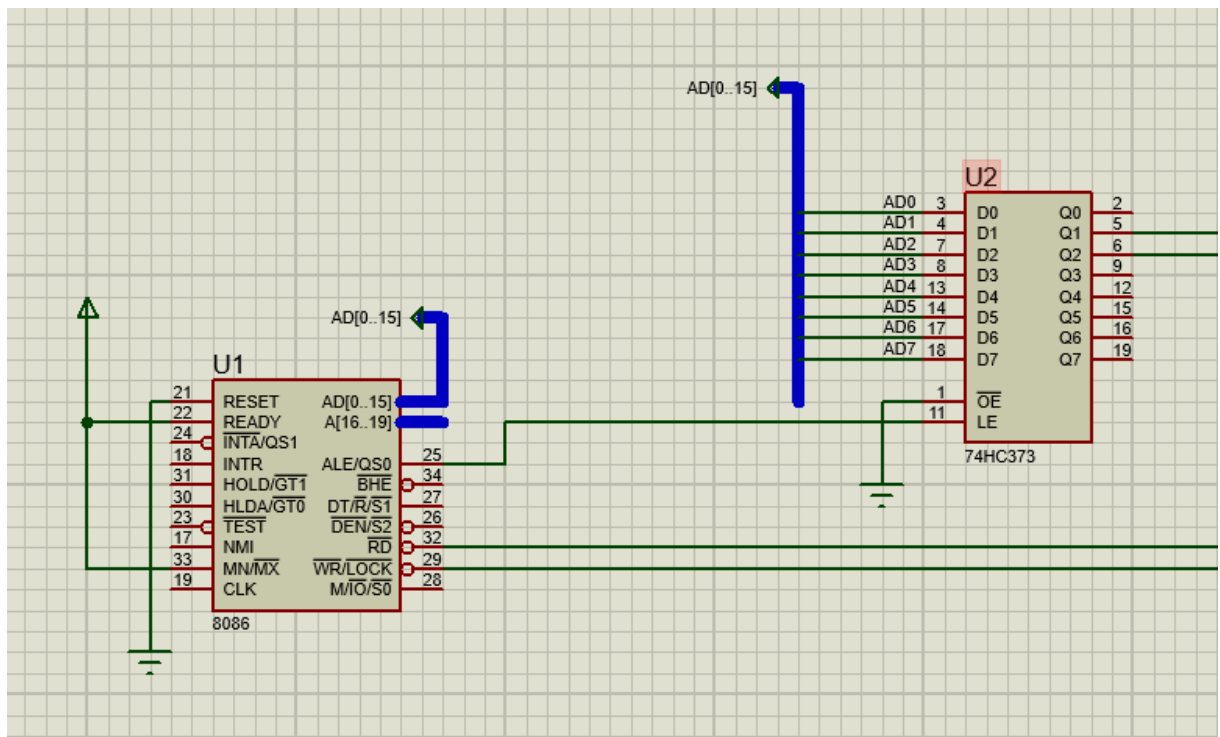 AD[0..15]
U2
AD0 3 D0 Q0 2
AD1 4 D1 Q1 5
AD2 7 D2 Q2 6
AD3 8 D3 Q3 9
AD4 13 D4 Q4 12
AD5 14 D5 Q5 15
AD6 17 D6 Q6 16
AD7 18 D7 Q7 19
1 OE
11 LE
74HC373
AD[0..15]
U1
21 RESET AD[0..15]
22 READY A[16..19]
24 INTA/QS1
18 INTR ALE/QS0 25
31 HOLD/GT1 BHE 34
30 HLDA/GT0 DT/R/S1 27
23 TEST DEN/S2 26
17 NMI RD 32
33 MN/MX WR/LOCK 29
19 CLK M/IO/S0 28
8086